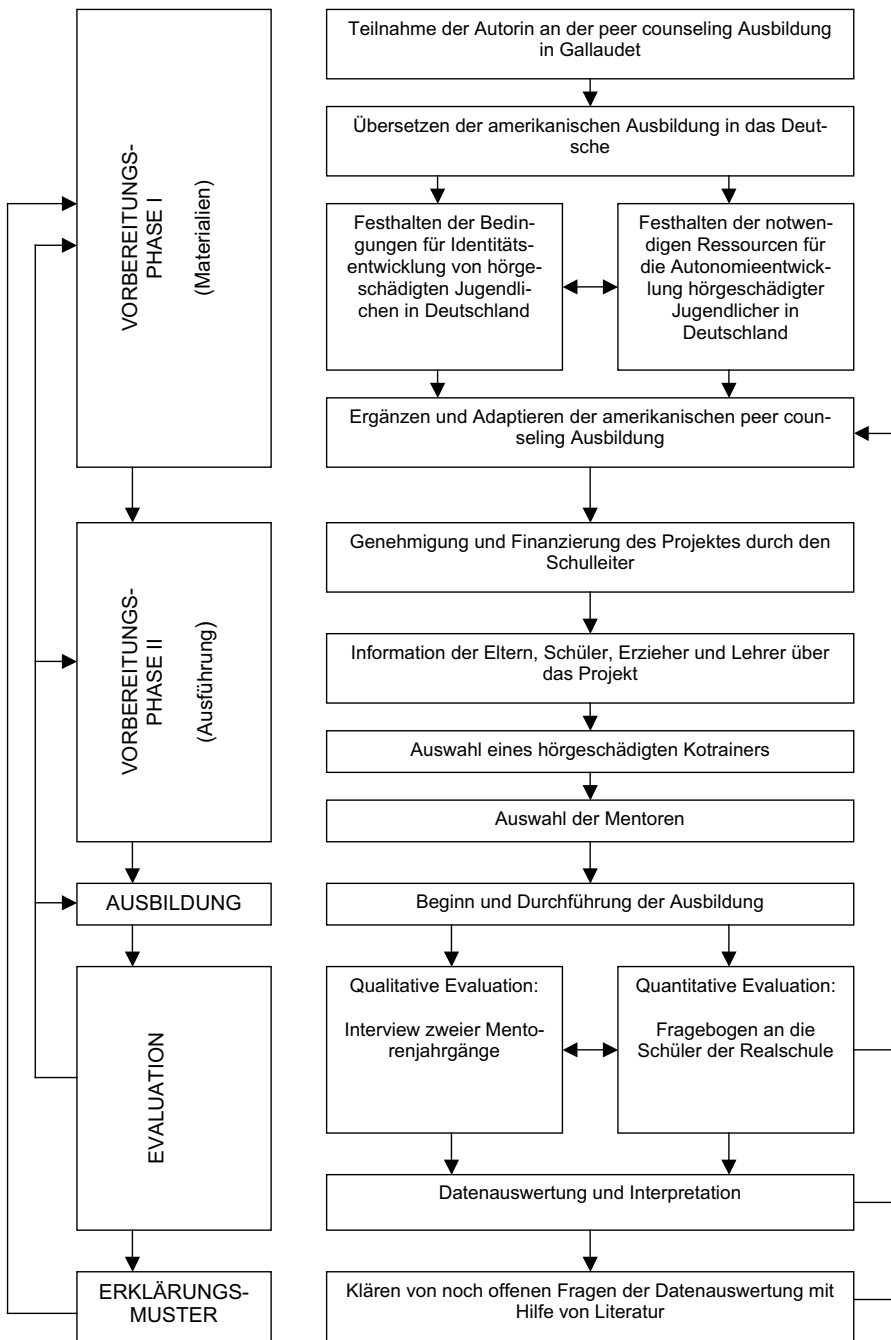 VORBEREITUNGS-
PHASE I
(Materialien)
Teilnahme der Autorin an der peer counseling Ausbildung
in Gallaudet
Übersetzen der amerikanischen Ausbildung in das Deut-
sche
Festhalten der Bedin-
gungen für Identitäts-
entwicklung von hörge-
schädigten Jugendli-
chen in Deutschland
Festhalten der notwen-
digen Ressourcen für
die Autonomieentwick-
lung hörgeschädigter
Jugendlicher in
Deutschland
Ergänzen und Adaptieren der amerikanischen peer coun-
seling Ausbildung
VORBEREITUNGS-
PHASE II
(Ausführung)
Genehmigung und Finanzierung des Projektes durch den
Schulleiter
Information der Eltern, Schüler, Erzieher und Lehrer über
das Projekt
Auswahl eines hörgeschädigten Kotrainers
Auswahl der Mentoren
AUSBILDUNG
Beginn und Durchführung der Ausbildung
EVALUATION
Qualitative Evaluation:
Interview zweier Mento-
renjahrgänge
Quantitative Evaluation:
Fragebogen an die
Schüler der Realschule
Datenauswertung und Interpretation
ERKLÄRUNGS-
MUSTER
Klären von noch offenen Fragen der Datenauswertung mit
Hilfe von Literatur